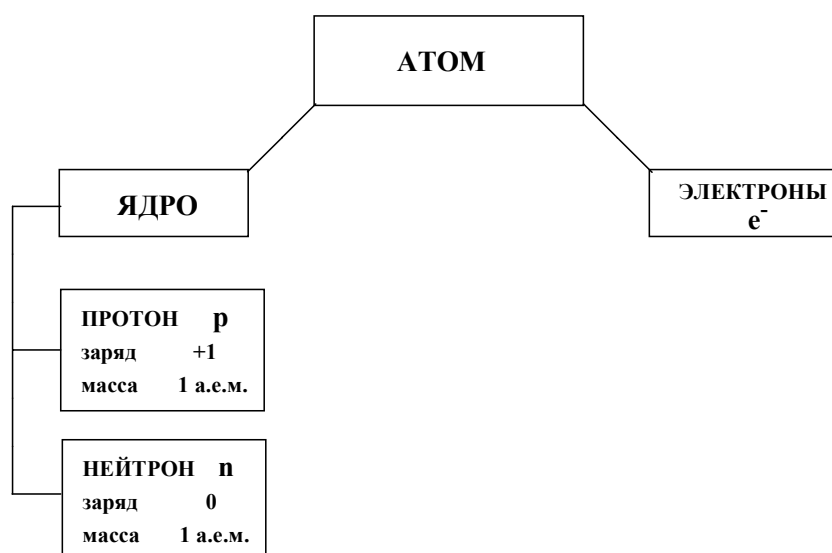 АТОМ
ЯДРО
ЭЛЕКТРОНЫ
e-
ПРОТОН p
заряд +1
масса 1 а.е.м.
НЕЙТРОН n
заряд 0
масса 1 а.е.м.